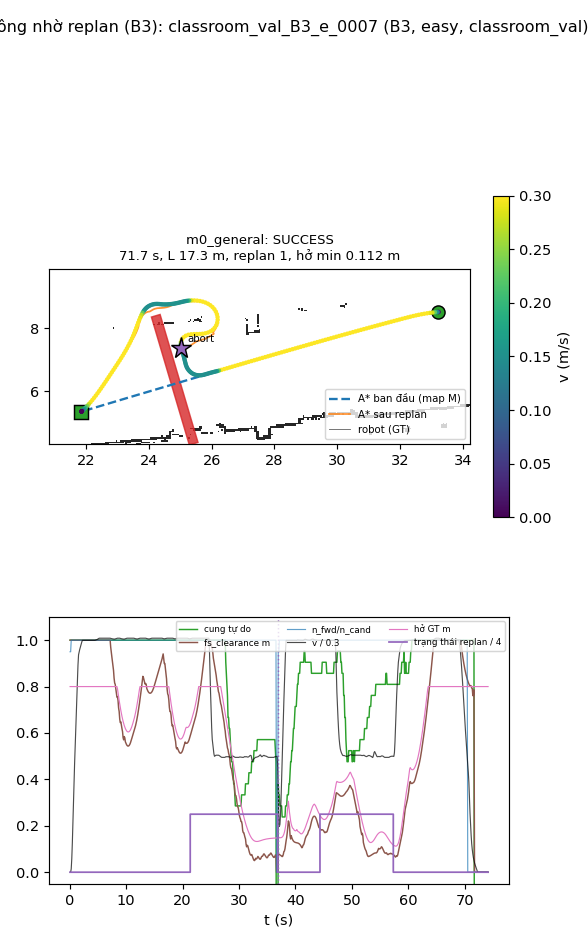 ông nhờ replan (B3): classroom_val_B3_e_0007 (B3, easy, classroom_val)
m0_general: SUCCESS
71.7 s, L 17.3 m, replan 1, hở min 0.112 m
abort
A* ban đầu (map M)
A* sau replan
robot (GT)
8
6
22 24 26 28 30 32 34
0.30
0.25
0.20
0.15
0.10
0.05
0.00
v (m/s)
cung tự do
fs_clearance m
n_fwd/n_cand
v / 0.3
hở GT m
trạng thái replan / 4
1.0
0.8
0.6
0.4
0.2
0.0
0 10 20 30 40 50 60 70
t (s)